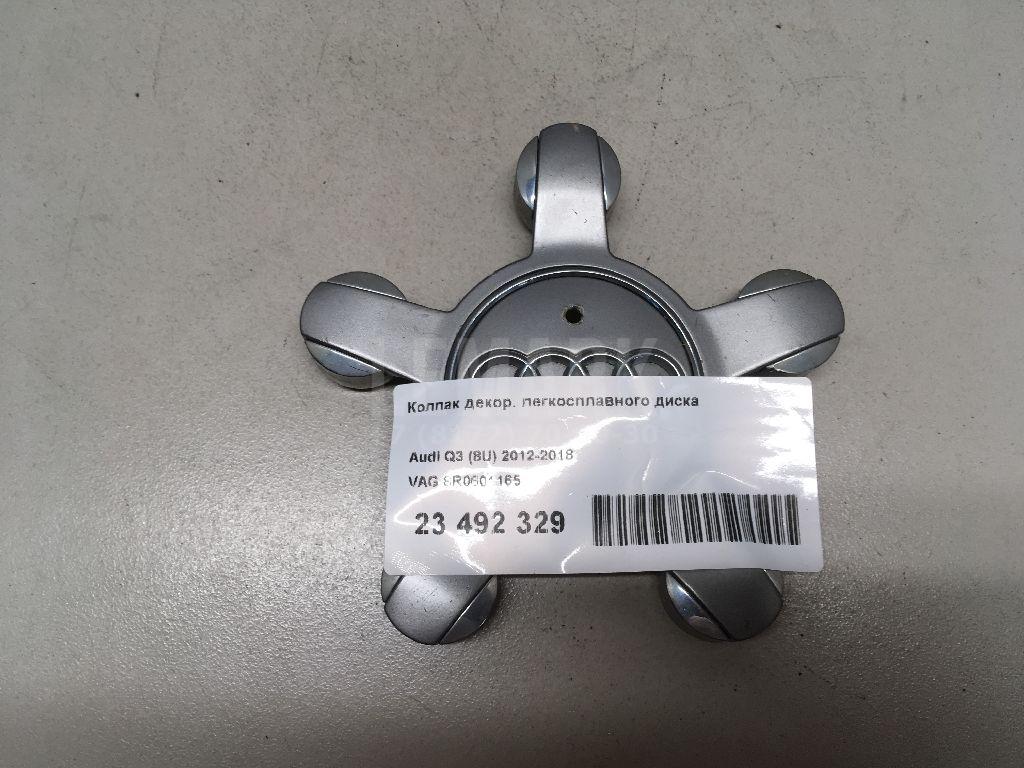 Колпак декор. легкосплавного диска
Audi Q3 (8U) 2012-2018
VAG 8R0601165
23 492 329